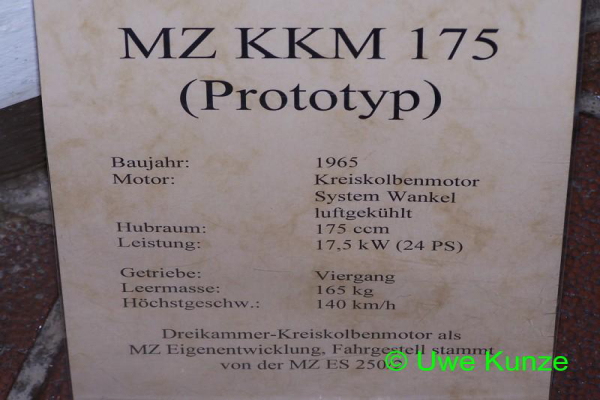 MZ KKM 175
(Prototyp)
Baujahr: 1965
Motor: Kreiskolbenmotor
System Wankel
luftgekühlt
Hubraum: 175 ccm
Leistung: 17,5 kW (24 PS)
Getriebe: Viergang
Leermasse: 165 kg
Höchstgeschw.: 140 km/h
Dreikammer-Kreiskolbenmotor als
MZ Eigenentwicklung, Fahrgestell stammt
von der MZ ES 250/2
© Uwe Kunze